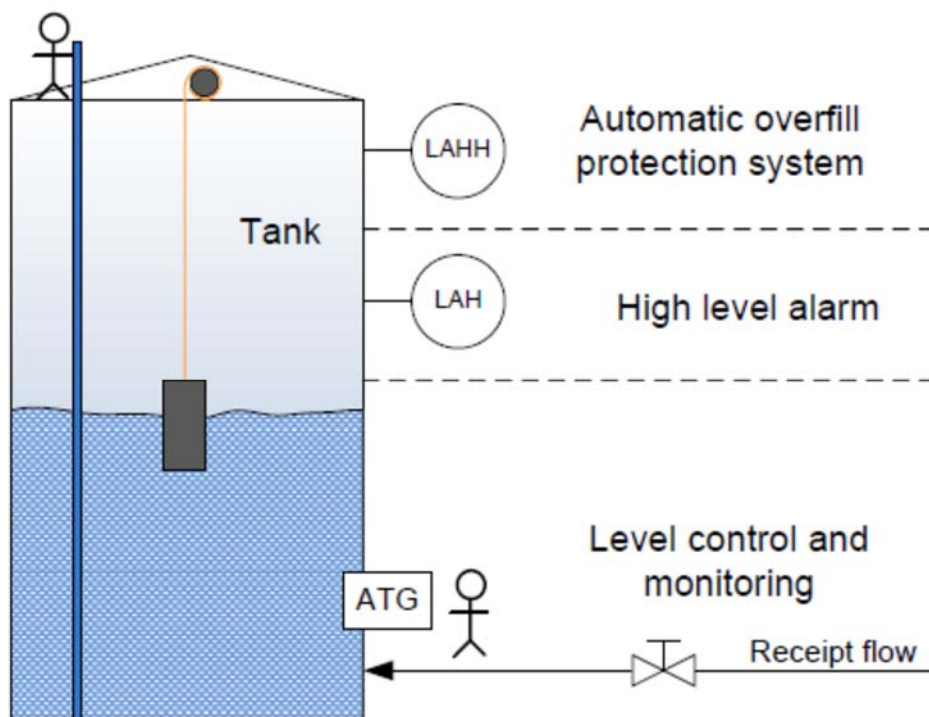 Automatic overfill
protection system
LAHH
Tank
LAH
High level alarm
Level control and
monitoring
ATG
Receipt flow